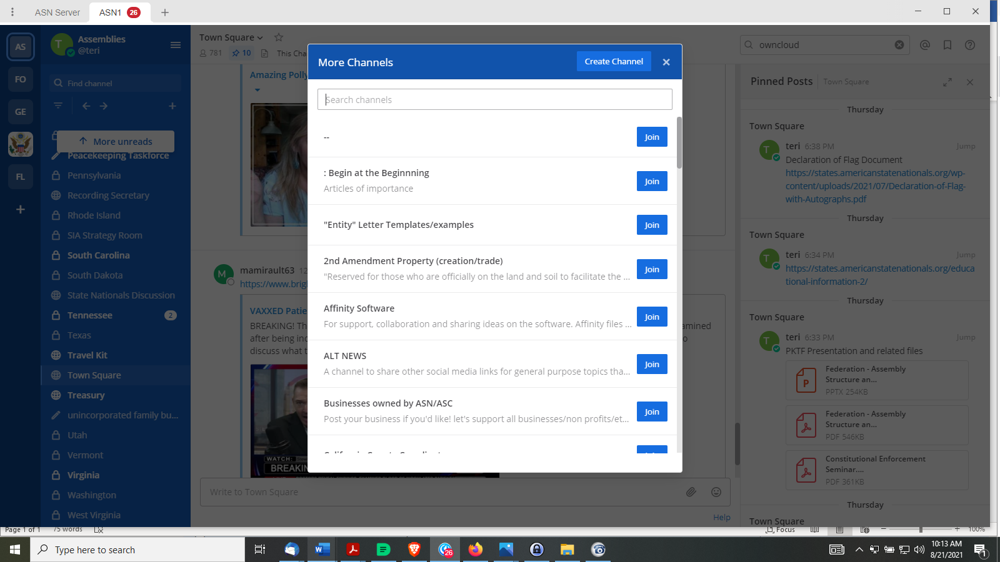 ASN Server
ASN1 26
AS
FO
GE
FL
T
Assemblies
@teri
Find channel
More unreads
Peacekeeping Taskforce
Pennsylvania
Recording Secretary
Rhode Island
SIA Strategy Room
South Carolina
South Dakota
State Nationals Discussion
Tennessee 2
Texas
Travel Kit
Town Square
Treasury
unincorporated family bu...
Utah
Vermont
Virginia
Washington
West Virginia
Town Square
781 10 This Cha
Amazing Polly
M mamirault63 12
https://www.brigh
VAXXED Patie
BREAKING! Th
after being inc
discuss what t
amined
o
WATCH:
BREAKIN
Write to Town Square
Help
More Channels
Create Channel
Search channels
--
Join
: Begin at the Beginnning
Articles of importance
Join
"Entity" Letter Templates/examples
Join
2nd Amendment Property (creation/trade)
"Reserved for those who are officially on the land and soil to facilitate the ...
Join
Affinity Software
For support, collaboration and sharing ideas on the software. Affinity files ...
Join
ALT NEWS
A channel to share other social media links for general purpose topics tha...
Join
Businesses owned by ASN/ASC
Post your business if you'd like! let's support all businesses/non profits/et...
Join
owncloud
Pinned Posts Town Square
Thursday
Town Square
T teri 6:38 PM Jump
Declaration of Flag Document
https://states.americanstatenationals.org/wp-
content/uploads/2021/07/Declaration-of-Flag-
with-Autographs.pdf
Thursday
Town Square
T teri 6:34 PM Jump
https://states.americanstatenationals.org/educa
tional-information-2/
Thursday
Town Square
T teri 6:33 PM Jump
PKTF Presentation and related files
Federation - Assembly
Structure an...
PPTX 254KB
Federation - Assembly
Structure an...
PDF 546KB
Constitutional Enforcement
Seminar....
PDF 361KB
Thursday
Town Square
Page 1 of 1 75 words
Focus
100%
Type here to search
26
10:13 AM
8/21/2021
1